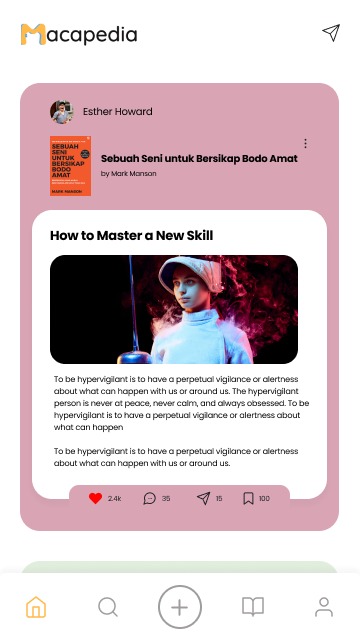 Macapedia
Esther Howard
SEBUAH
SENI
UNTUK
BERSIKAP
BODO
AMAT
MARK MANSON
Sebuah Seni untuk Bersikap Bodo Amat
by Mark Manson
How to Master a New Skill
To be hypervigilant is to have a perpetual vigilance or alertness
about what can happen with us or around us. The hypervigilant
person is never at peace, never calm, and always obsessed. To be
hypervigilant is to have a perpetual vigilance or alertness about
what can happen
To be hypervigilant is to have a perpetual vigilance or alertness
about what can happen with us or around us.
2.4k 35 15 100